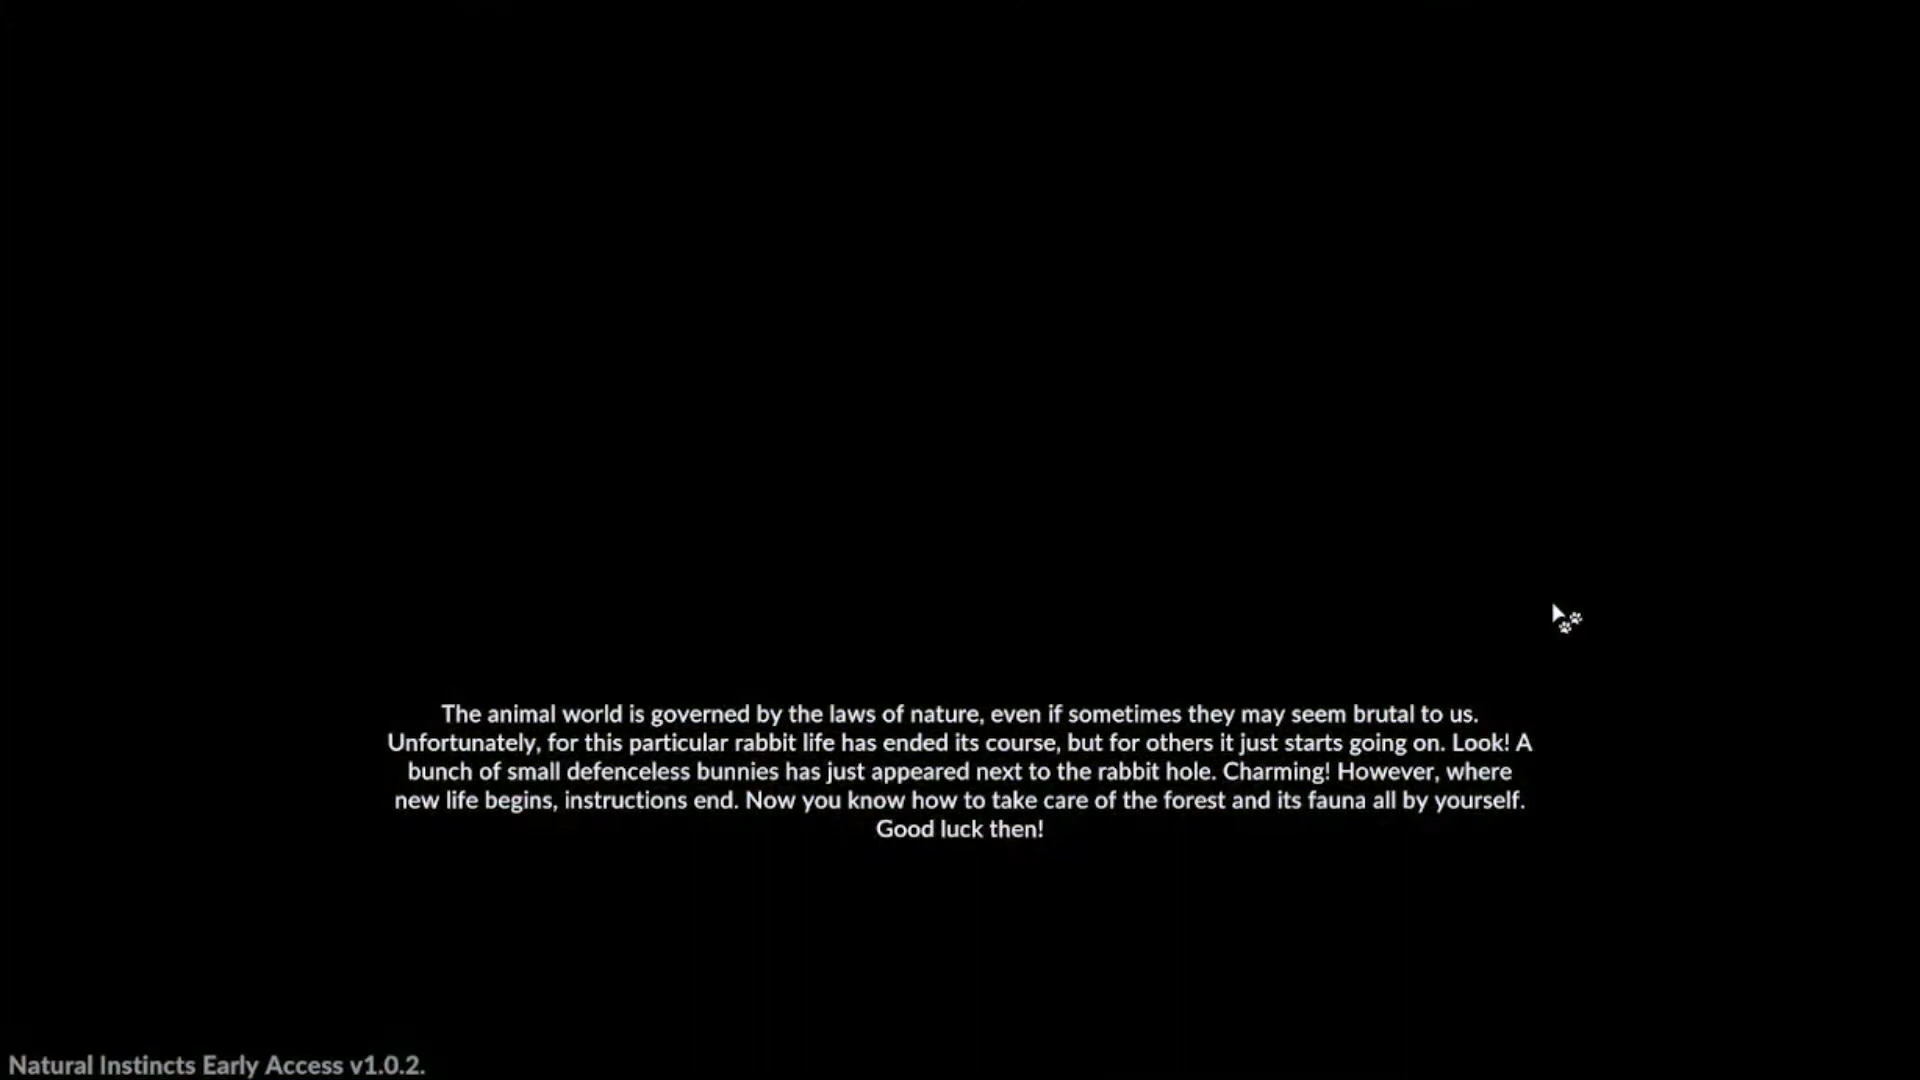 The animal world is governed by the laws of nature, even if sometimes they may seem brutal to us.
Unfortunately, for this particular rabbit life has ended its course, but for others it just starts going on. Look! A
bunch of small defenceless bunnies has just appeared next to the rabbit hole. Charming! However, where
new life begins, instructions end. Now you know how to take care of the forest and its fauna all by yourself.
Good luck then!
Natural Instincts Early Access v1.0.2.